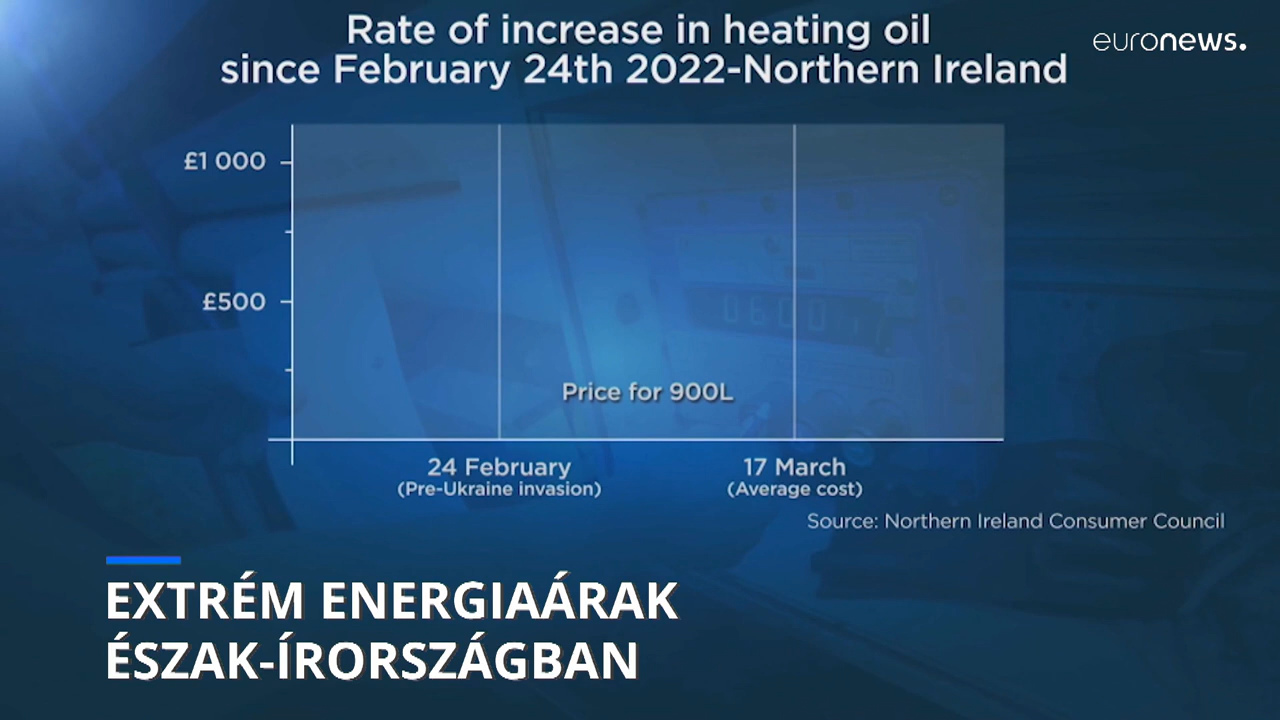 Rate of increase in heating oil
since February 24th 2022-Northern Ireland
euronews.
£1 000
£500
Price for 900L
24 February
(Pre-Ukraine invasion)
17 March
(Average cost)
Source: Northern Ireland Consumer Council
EXTRÉM ENERGIAÁRAK
ÉSZAK-ÍRORSZÁGBAN